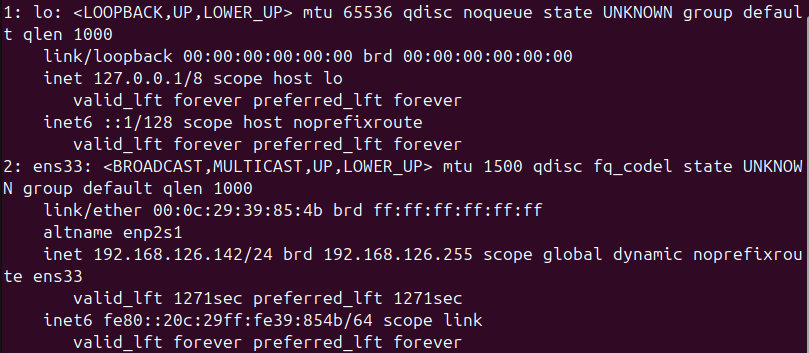 1: lo: <LOOPBACK,UP,LOWER_UP> mtu 65536 qdisc noqueue state UNKNOWN group defaul
t qlen 1000
    link/loopback 00:00:00:00:00:00 brd 00:00:00:00:00:00
    inet 127.0.0.1/8 scope host lo
       valid_lft forever preferred_lft forever
    inet6 ::1/128 scope host noprefixroute
       valid_lft forever preferred_lft forever
2: ens33: <BROADCAST,MULTICAST,UP,LOWER_UP> mtu 1500 qdisc fq_codel state UNKNOW
N group default qlen 1000
    link/ether 00:0c:29:39:85:4b brd ff:ff:ff:ff:ff:ff
    altname enp2s1
    inet 192.168.126.142/24 brd 192.168.126.255 scope global dynamic noprefixrou
te ens33
       valid_lft 1271sec preferred_lft 1271sec
    inet6 fe80::20c:29ff:fe39:854b/64 scope link
       valid_lft forever preferred_lft forever